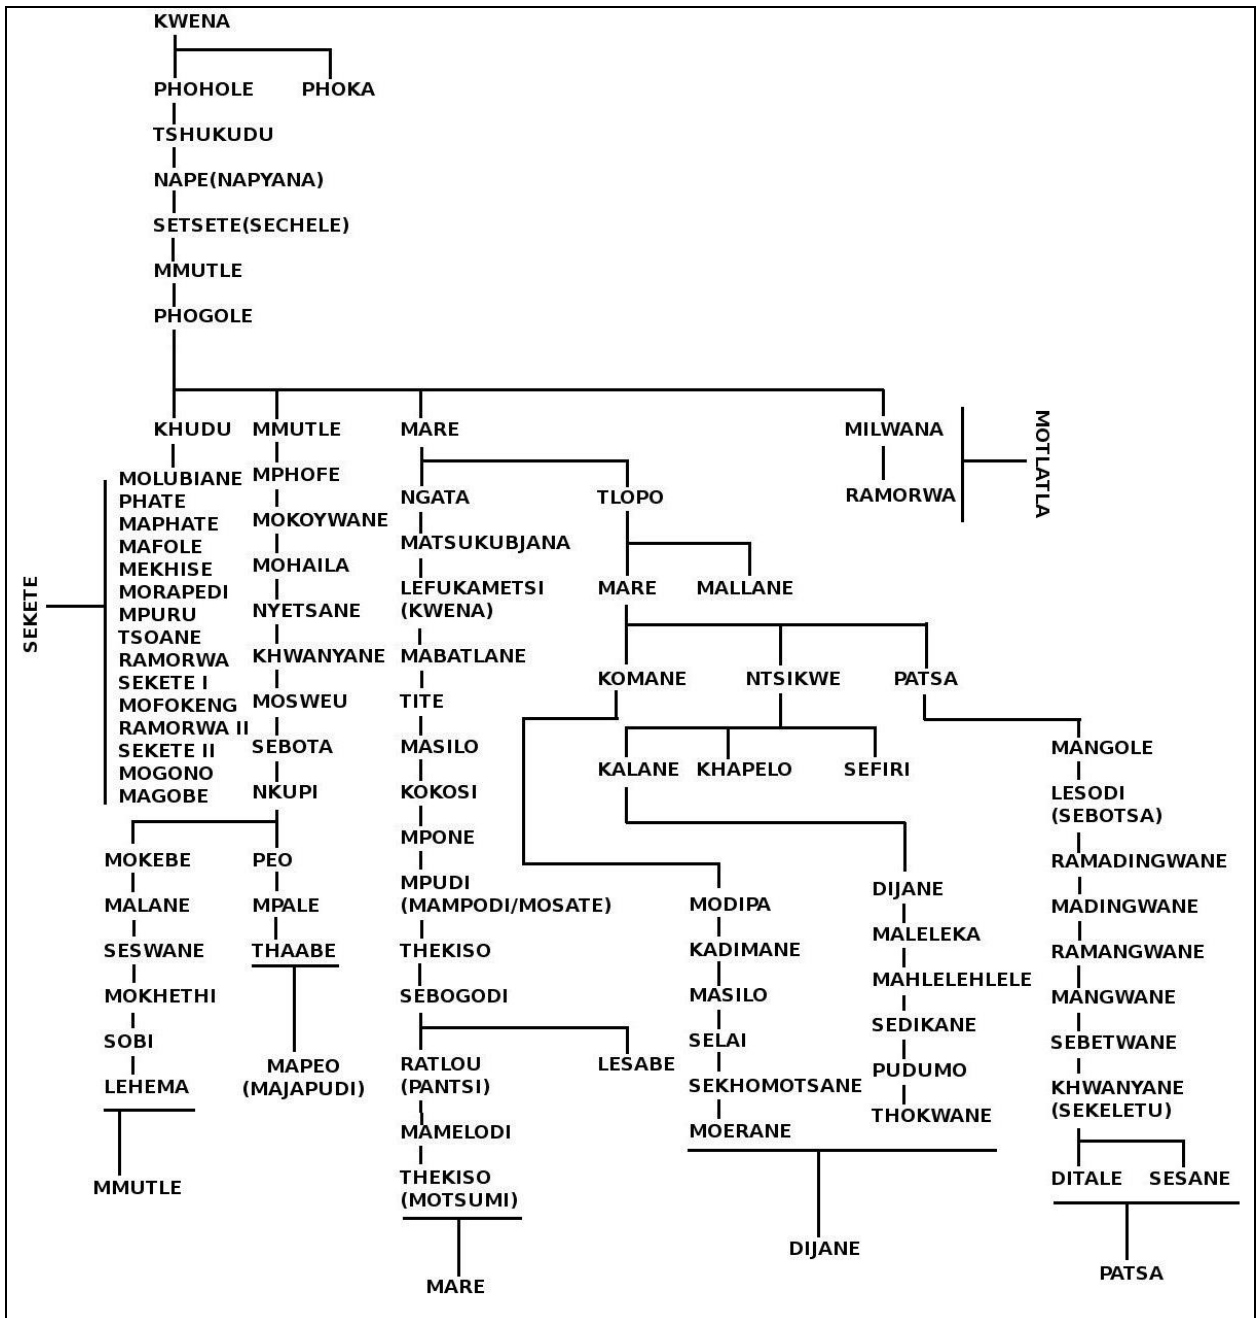 KWENA
PHOHOLE
PHOKA
TSHUKUDU
NAPE(NAPYANA)
SETSETE(SECHELE)
MMUTLE
PHOGOLE
KHUDU
MMUTLE
MARE
MILWANA
RAMORWA
MOTLATLA
SEKETE
MOLUBIANE
PHATE
MAPHATE
MAFOLE
MEKHISE
MORAPEDI
MPURU
TSOANE
RAMORWA
SEKETE I
MOFOKENG
RAMORWA II
SEKETE II
MOGONO
MAGOBE
MPHOFE
MOKOYWANE
MOHAILA
NYETSANE
KHWANYANE
MOSWEU
SEBOTA
NKUPI
MOKEBE
MALANE
SESWANE
MOKHETHI
SOBI
LEHEMA
MMUTLE
PEO
MPALE
THAABE
MAPEO
(MAJAPUDI)
NGATA
MATSUKUBJANA
LEFUKAMETSI
(KWENA)
MABATLANE
TITE
MASILO
KOKOSI
MPONE
MPUDI
(MAMPODI/MOSATE)
THEKISO
SEBOGODI
RATLOU
(PANTSI)
MAMELODI
THEKISO
(MOTSUMI)
MARE
LESABE
TLOPO
MARE
MALLANE
KOMANE
NTSIKWE
PATSA
KALANE
KHAPELO
SEFIRI
MODIPA
KADIMANE
MASILO
SELAI
SEKHOMOTSANE
MOERANE
DIJANE
MALELEKA
MAHLELEHLELE
SEDIKANE
PUDUMO
THOKWANE
DIJANE
MANGOLE
LESODI
(SEBOTSA)
RAMADINGWANE
MADINGWANE
RAMANGWANE
MANGWANE
SEBETWANE
KHWANYANE
(SEKELETU)
DITALE
SESANE
PATSA